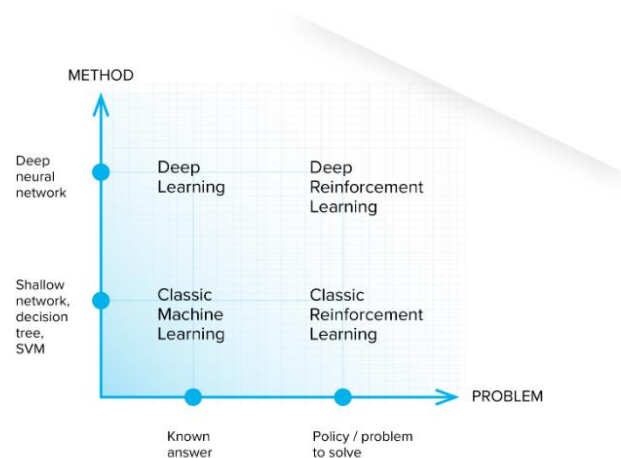 METHOD
Deep
neural
network
Deep
Learning
Deep
Reinforcement
Learning
Shallow
network,
decision
tree,
SVM
Classic
Machine
Learning
Classic
Reinforcement
Learning
PROBLEM
Known
answer
Policy / problem
to solve